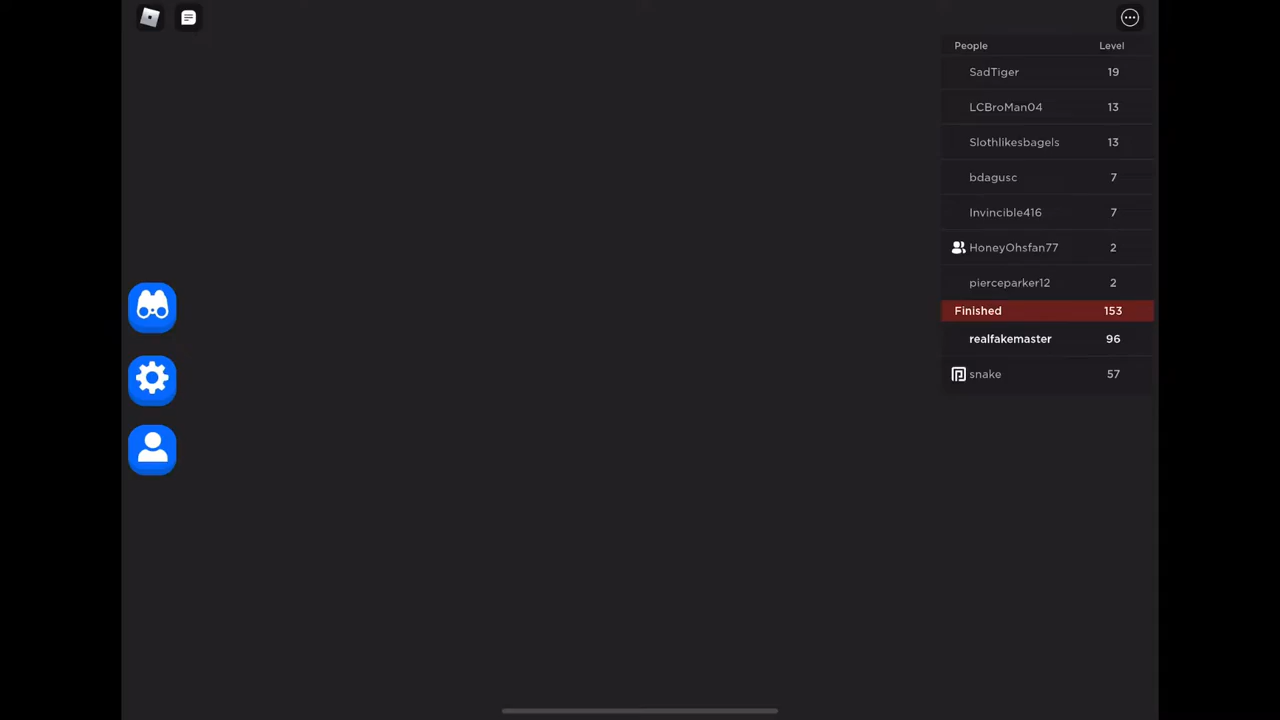 People Level
SadTiger 19
LCBroMan04 13
Slothlikesbagels 13
bdagusc 7
Invincible416 7
HoneyOhsfan77 2
pierceparker12 2
Finished 153
realfakemaster 96
snake 57